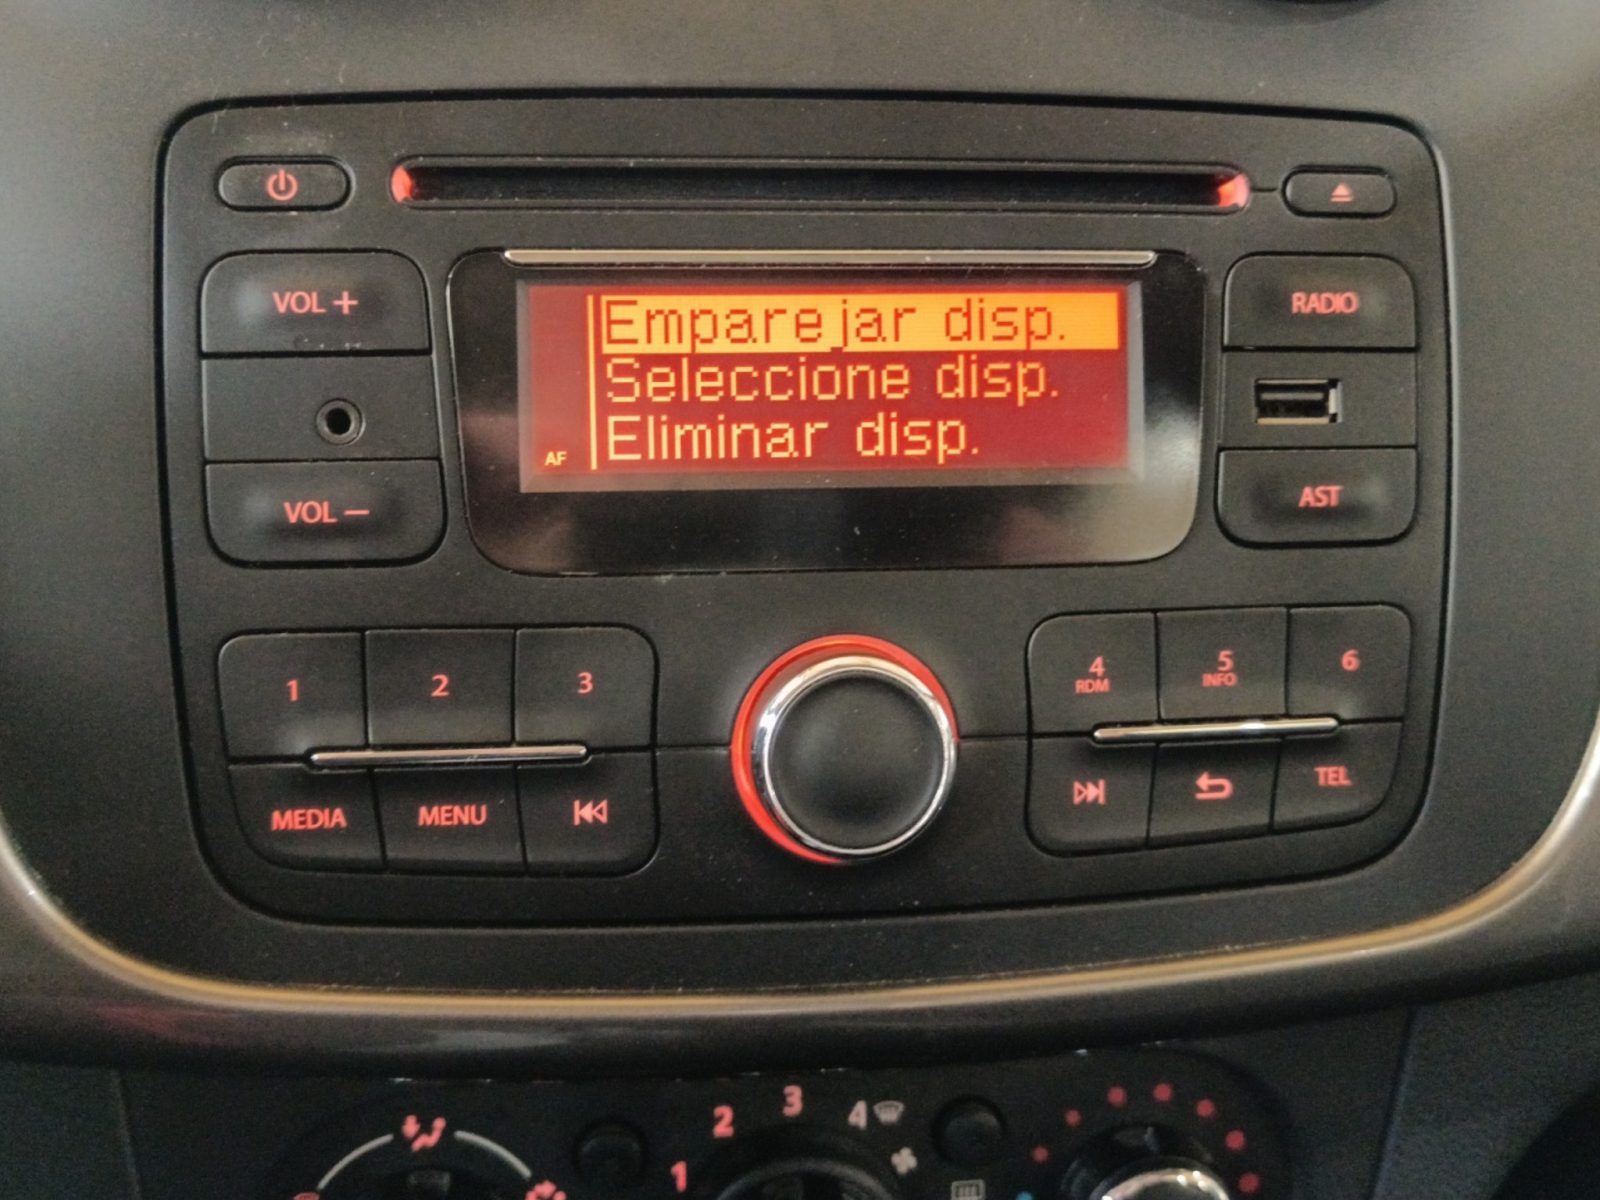 VOL +
RADIO
Emparejar disp.
Seleccione disp.
Eliminar disp.
AF
VOL −
AST
1
2
3
4
RDM
5
INFO
6
MEDIA
MENU
TEL
1
2
3
4